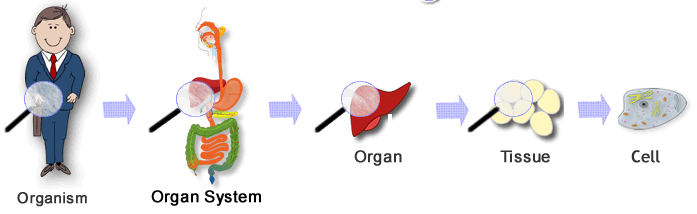 Organism
Organ System
Organ
Tissue
Cell